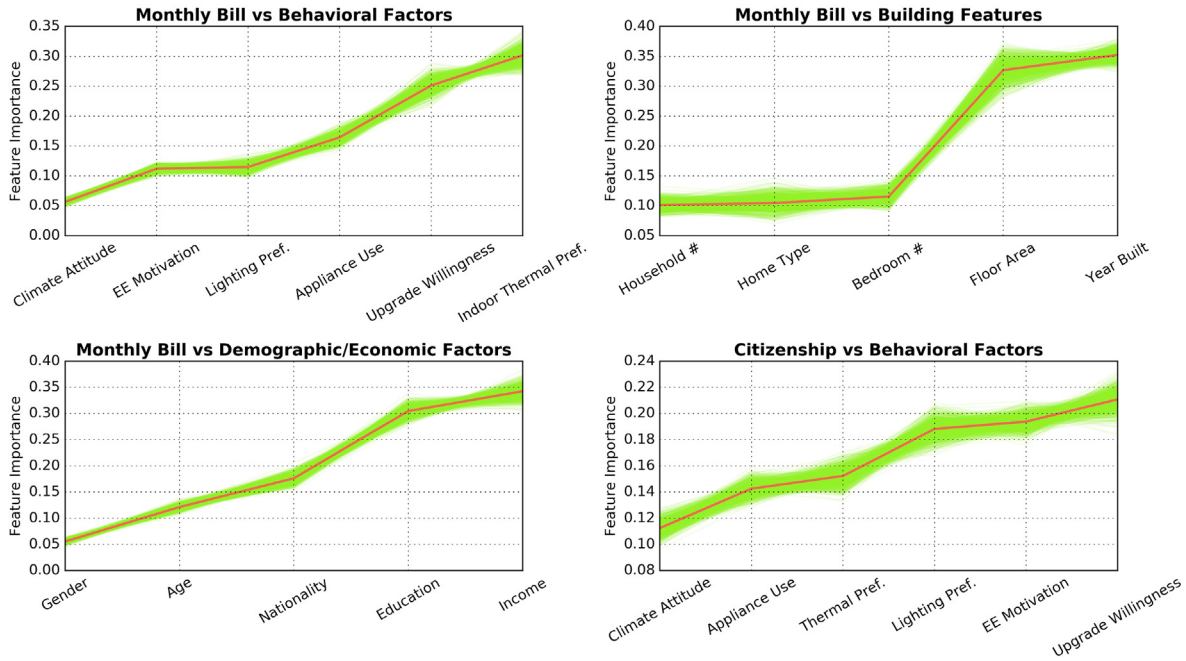 Monthly Bill vs Behavioral Factors
Feature Importance
0.35
0.30
0.25
0.20
0.15
0.10
0.05
0.00
Climate Attitude
EE Motivation
Lighting Pref.
Appliance Use
Upgrade Willingness
Indoor Thermal Pref.
Monthly Bill vs Building Features
Feature Importance
0.40
0.35
0.30
0.25
0.20
0.15
0.10
0.05
Household #
Home Type
Bedroom #
Floor Area
Year Built
Monthly Bill vs Demographic/Economic Factors
Feature Importance
0.40
0.35
0.30
0.25
0.20
0.15
0.10
0.05
0.00
Gender
Age
Nationality
Education
Income
Citizenship vs Behavioral Factors
Feature Importance
0.24
0.22
0.20
0.18
0.16
0.14
0.12
0.10
0.08
Climate Attitude
Appliance Use
Thermal Pref.
Lighting Pref.
EE Motivation
Upgrade Willingness